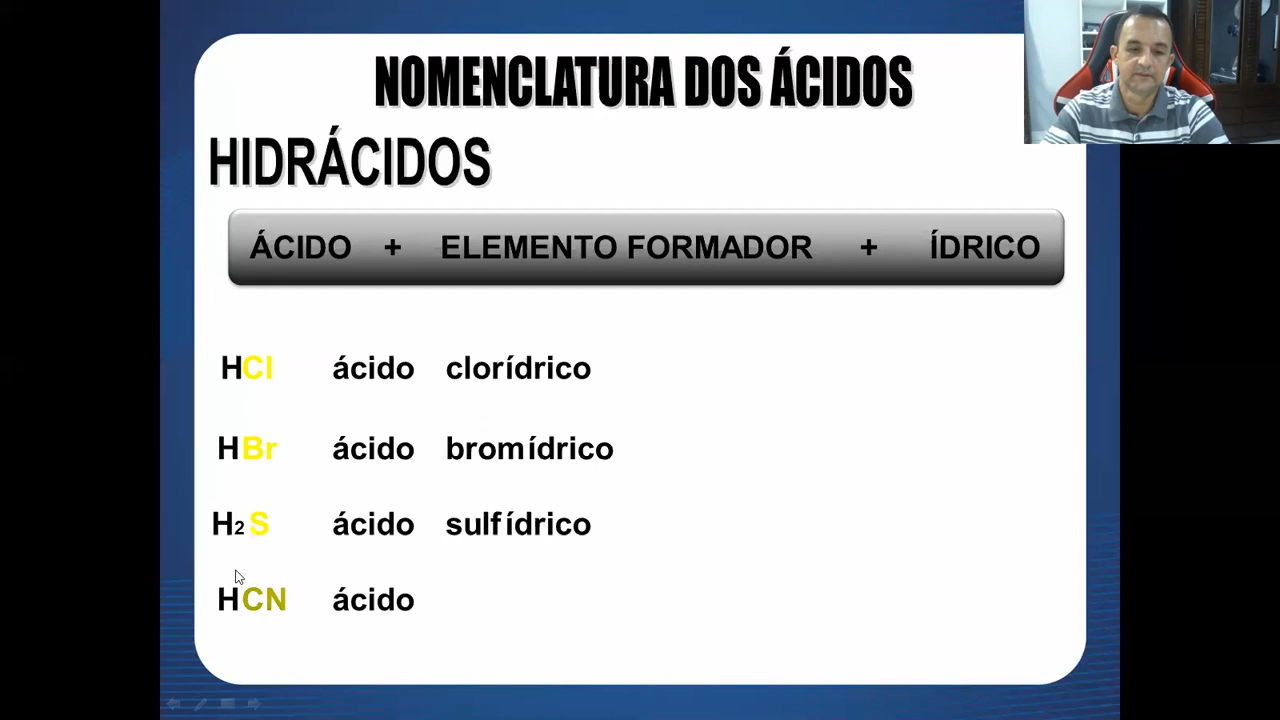 NOMENCLATURA DOS ÁCIDOS
HIDRÁCIDOS
ÁCIDO + ELEMENTO FORMADOR + ÍDRICO
HCl ácido clorídrico
HBr ácido bromídrico
H2S ácido sulfídrico
HCN ácido